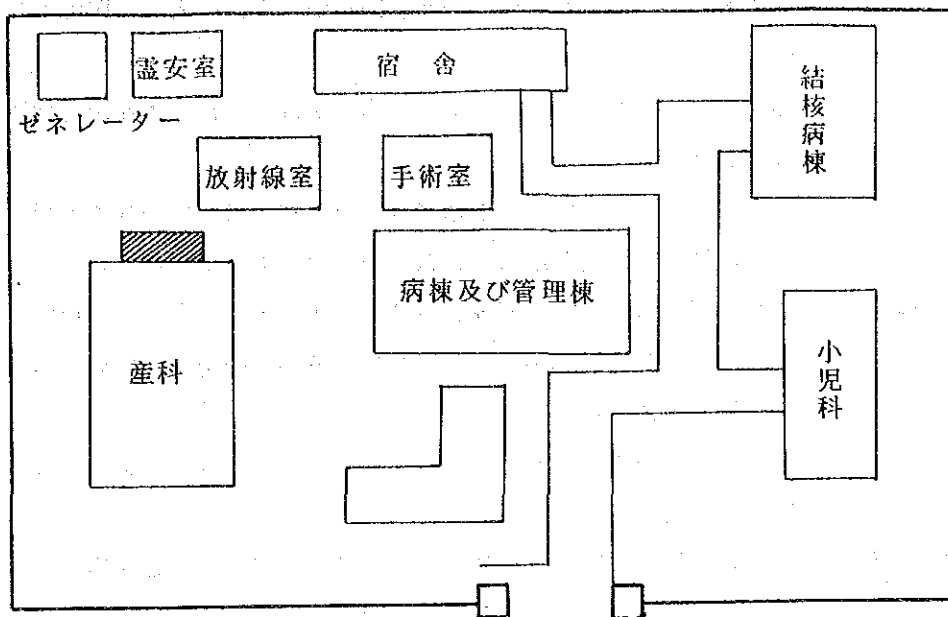 霊安室
宿舎
結核病棟
ゼネレーター
放射線室
手術室
病棟及び管理棟
産科
小児科